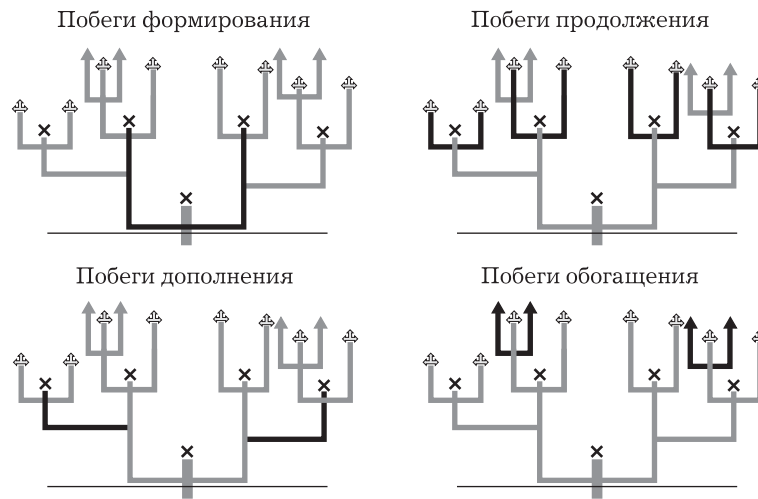 Побеги формирования
Побеги продолжения
Побеги дополнения
Побеги обогащения